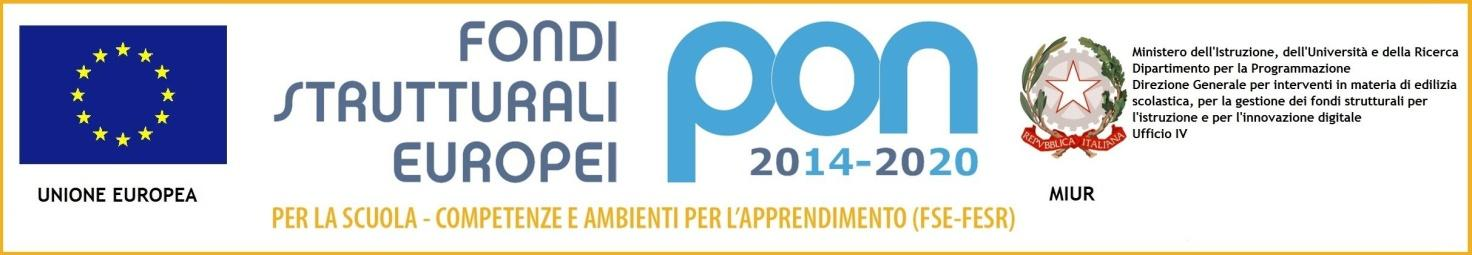 UNIONE EUROPEA
FONDI
STRUTTURALI
EUROPEI
pon
2014-2020
PER LA SCUOLA - COMPETENZE E AMBIENTI PER L'APPRENDIMENTO (FSE-FESR)
REPVBBLICA ITALIANA
MIUR
Ministero dell'Istruzione, dell'Università e della Ricerca
Dipartimento per la Programmazione
Direzione Generale per interventi in materia di edilizia
scolastica, per la gestione dei fondi strutturali per
l'istruzione e per l'innovazione digitale
Ufficio IV